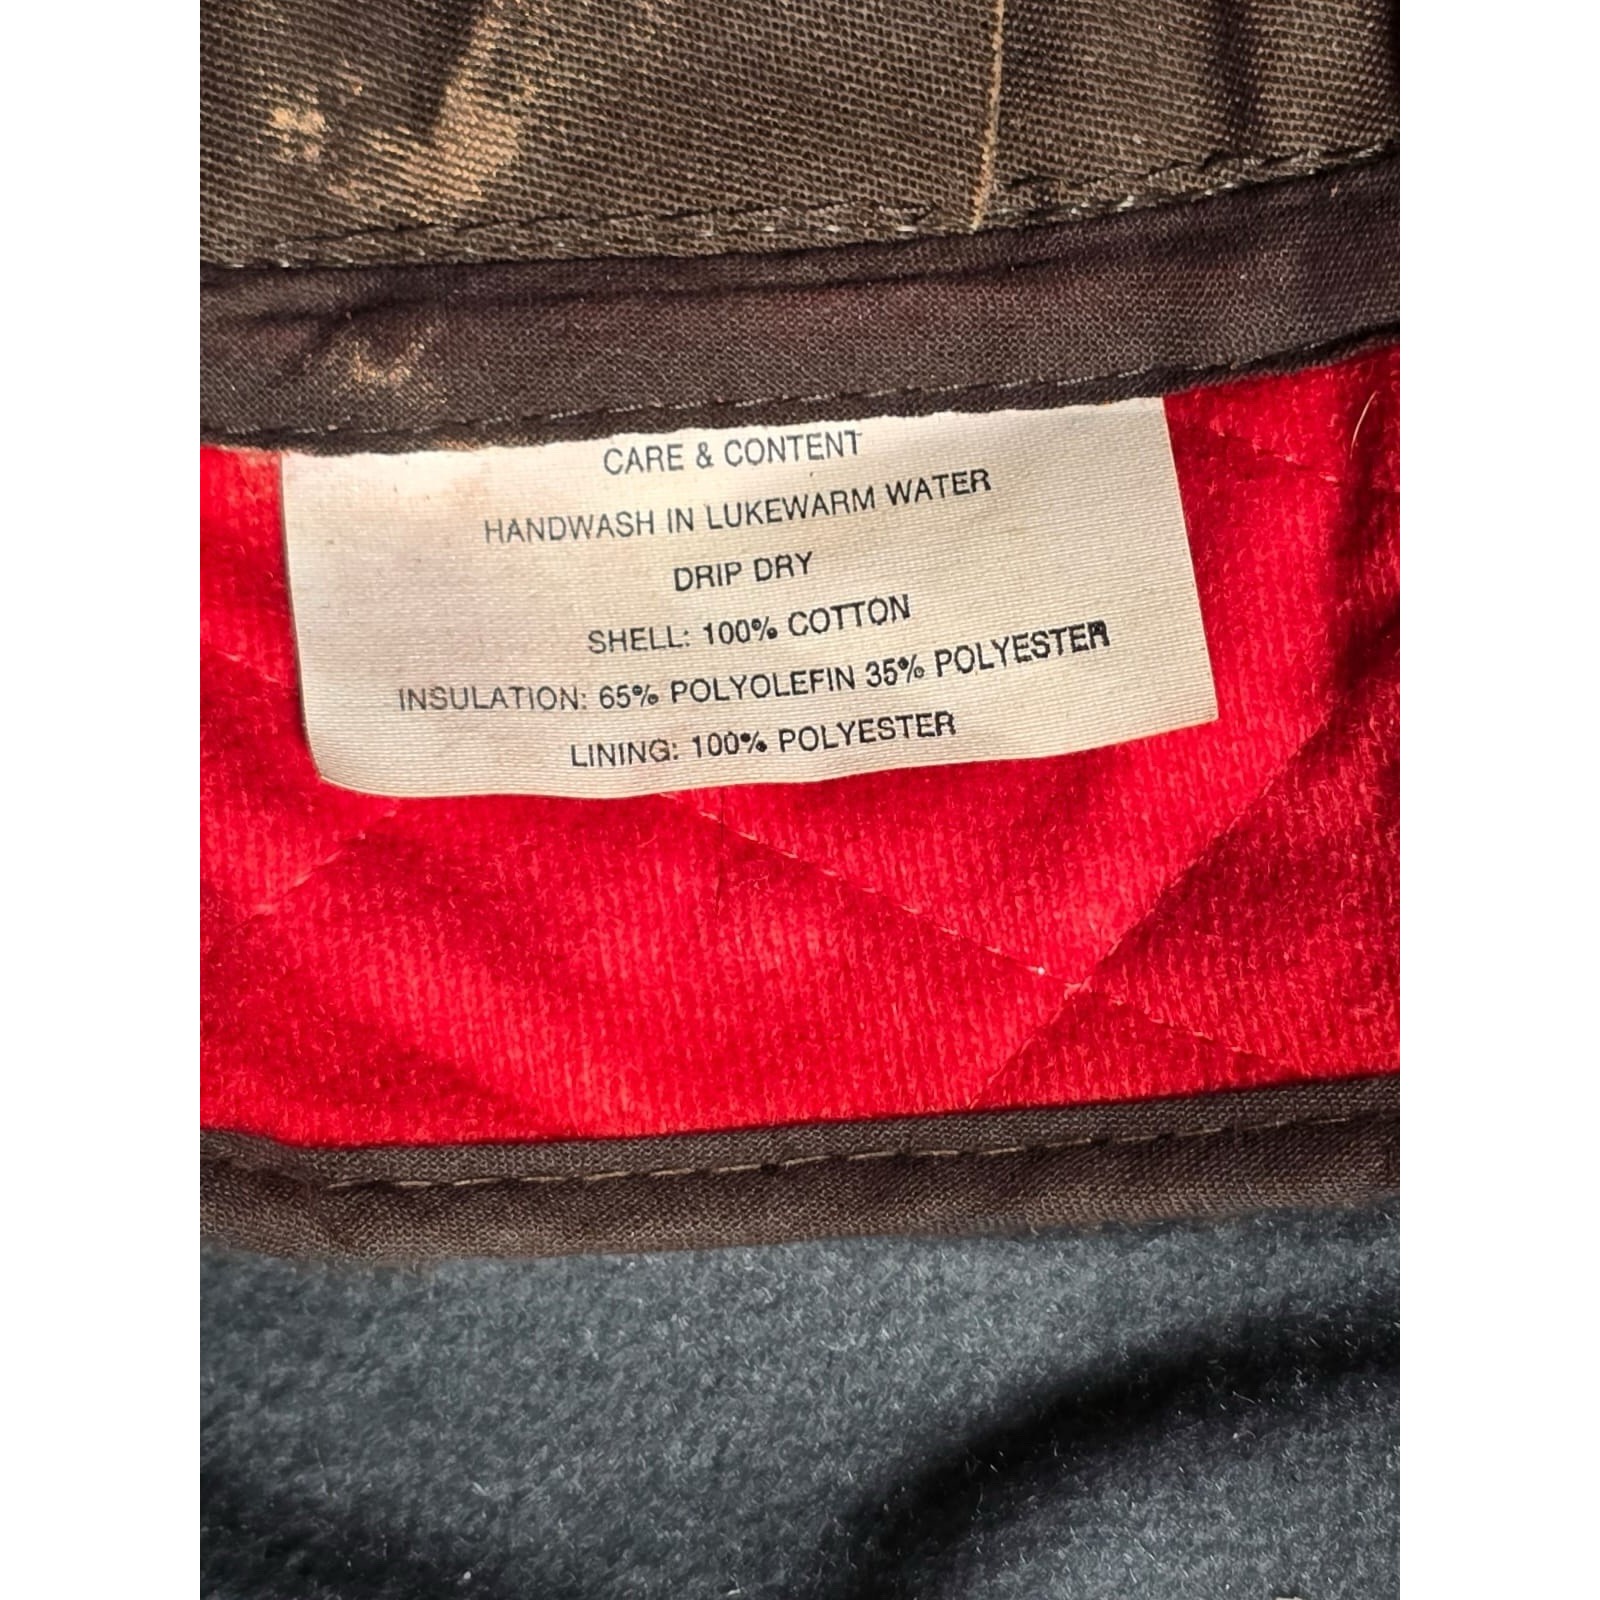 CARE & CONTENT
HANDWASH IN LUKEWARM WATER
DRIP DRY
SHELL: 100% COTTON
INSULATION: 65% POLYOLEFIN 35% POLYESTER
LINING: 100% POLYESTER